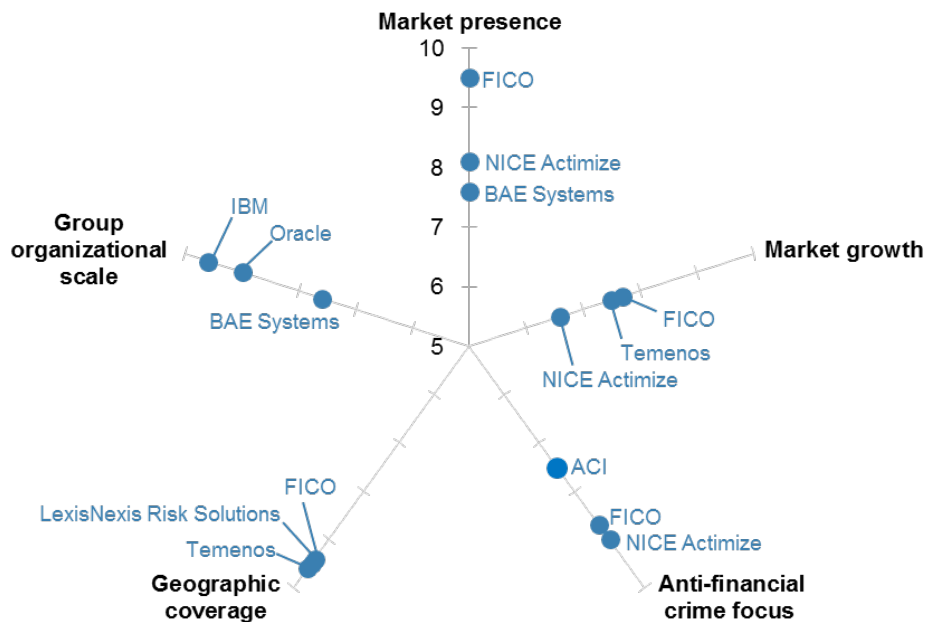 Market presence
10
FICO
9
NICE Actimize
8
BAE Systems
7
IBM
Group
organizational
scale
Oracle
Market growth
6
BAE Systems
FICO
5
Temenos
NICE Actimize
ACI
FICO
LexisNexis Risk Solutions
FICO
NICE Actimize
Temenos
Geographic
coverage
Anti-financial
crime focus